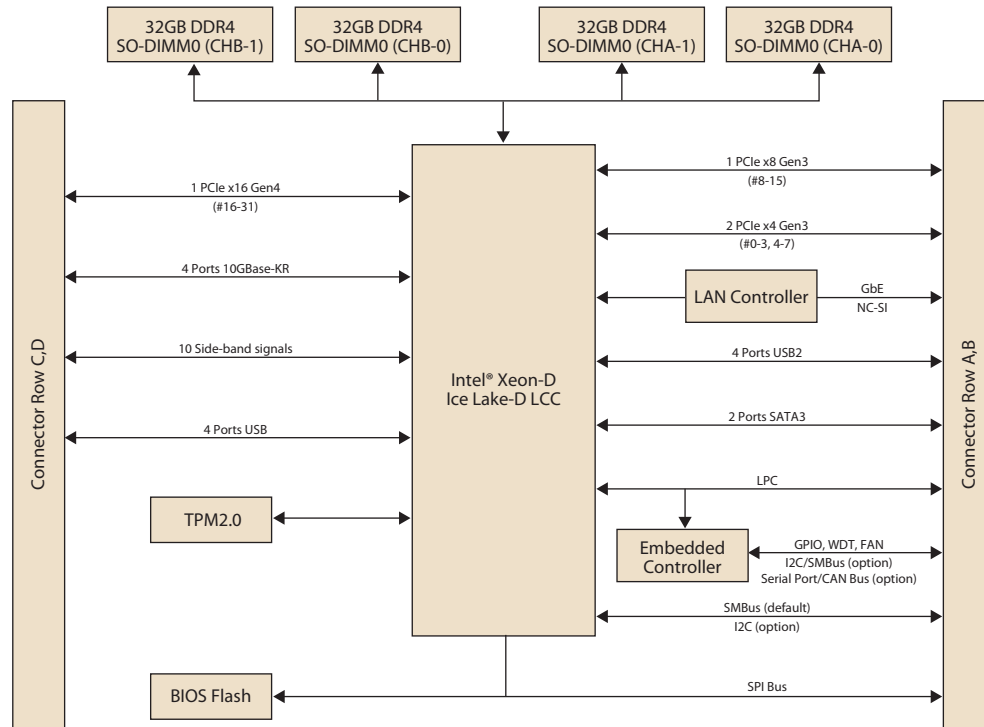 32GB DDR4
SO-DIMM0 (CHB-1)
32GB DDR4
SO-DIMM0 (CHB-0)
32GB DDR4
SO-DIMM0 (CHA-1)
32GB DDR4
SO-DIMM0 (CHA-0)
Connector Row C,D
1 PCIe x16 Gen4
(#16-31)
4 Ports 10GBase-KR
10 Side-band signals
4 Ports USB
TPM2.0
BIOS Flash
Intel® Xeon-D
Ice Lake-D LCC
1 PCIe x8 Gen3
(#8-15)
2 PCIe x4 Gen3
(#0-3, 4-7)
LAN Controller
GbE
NC-SI
4 Ports USB2
2 Ports SATA3
LPC
Embedded
Controller
GPIO, WDT, FAN
I2C/SMBus (option)
Serial Port/CAN Bus (option)
SMBus (default)
I2C (option)
SPI Bus
Connector Row A,B